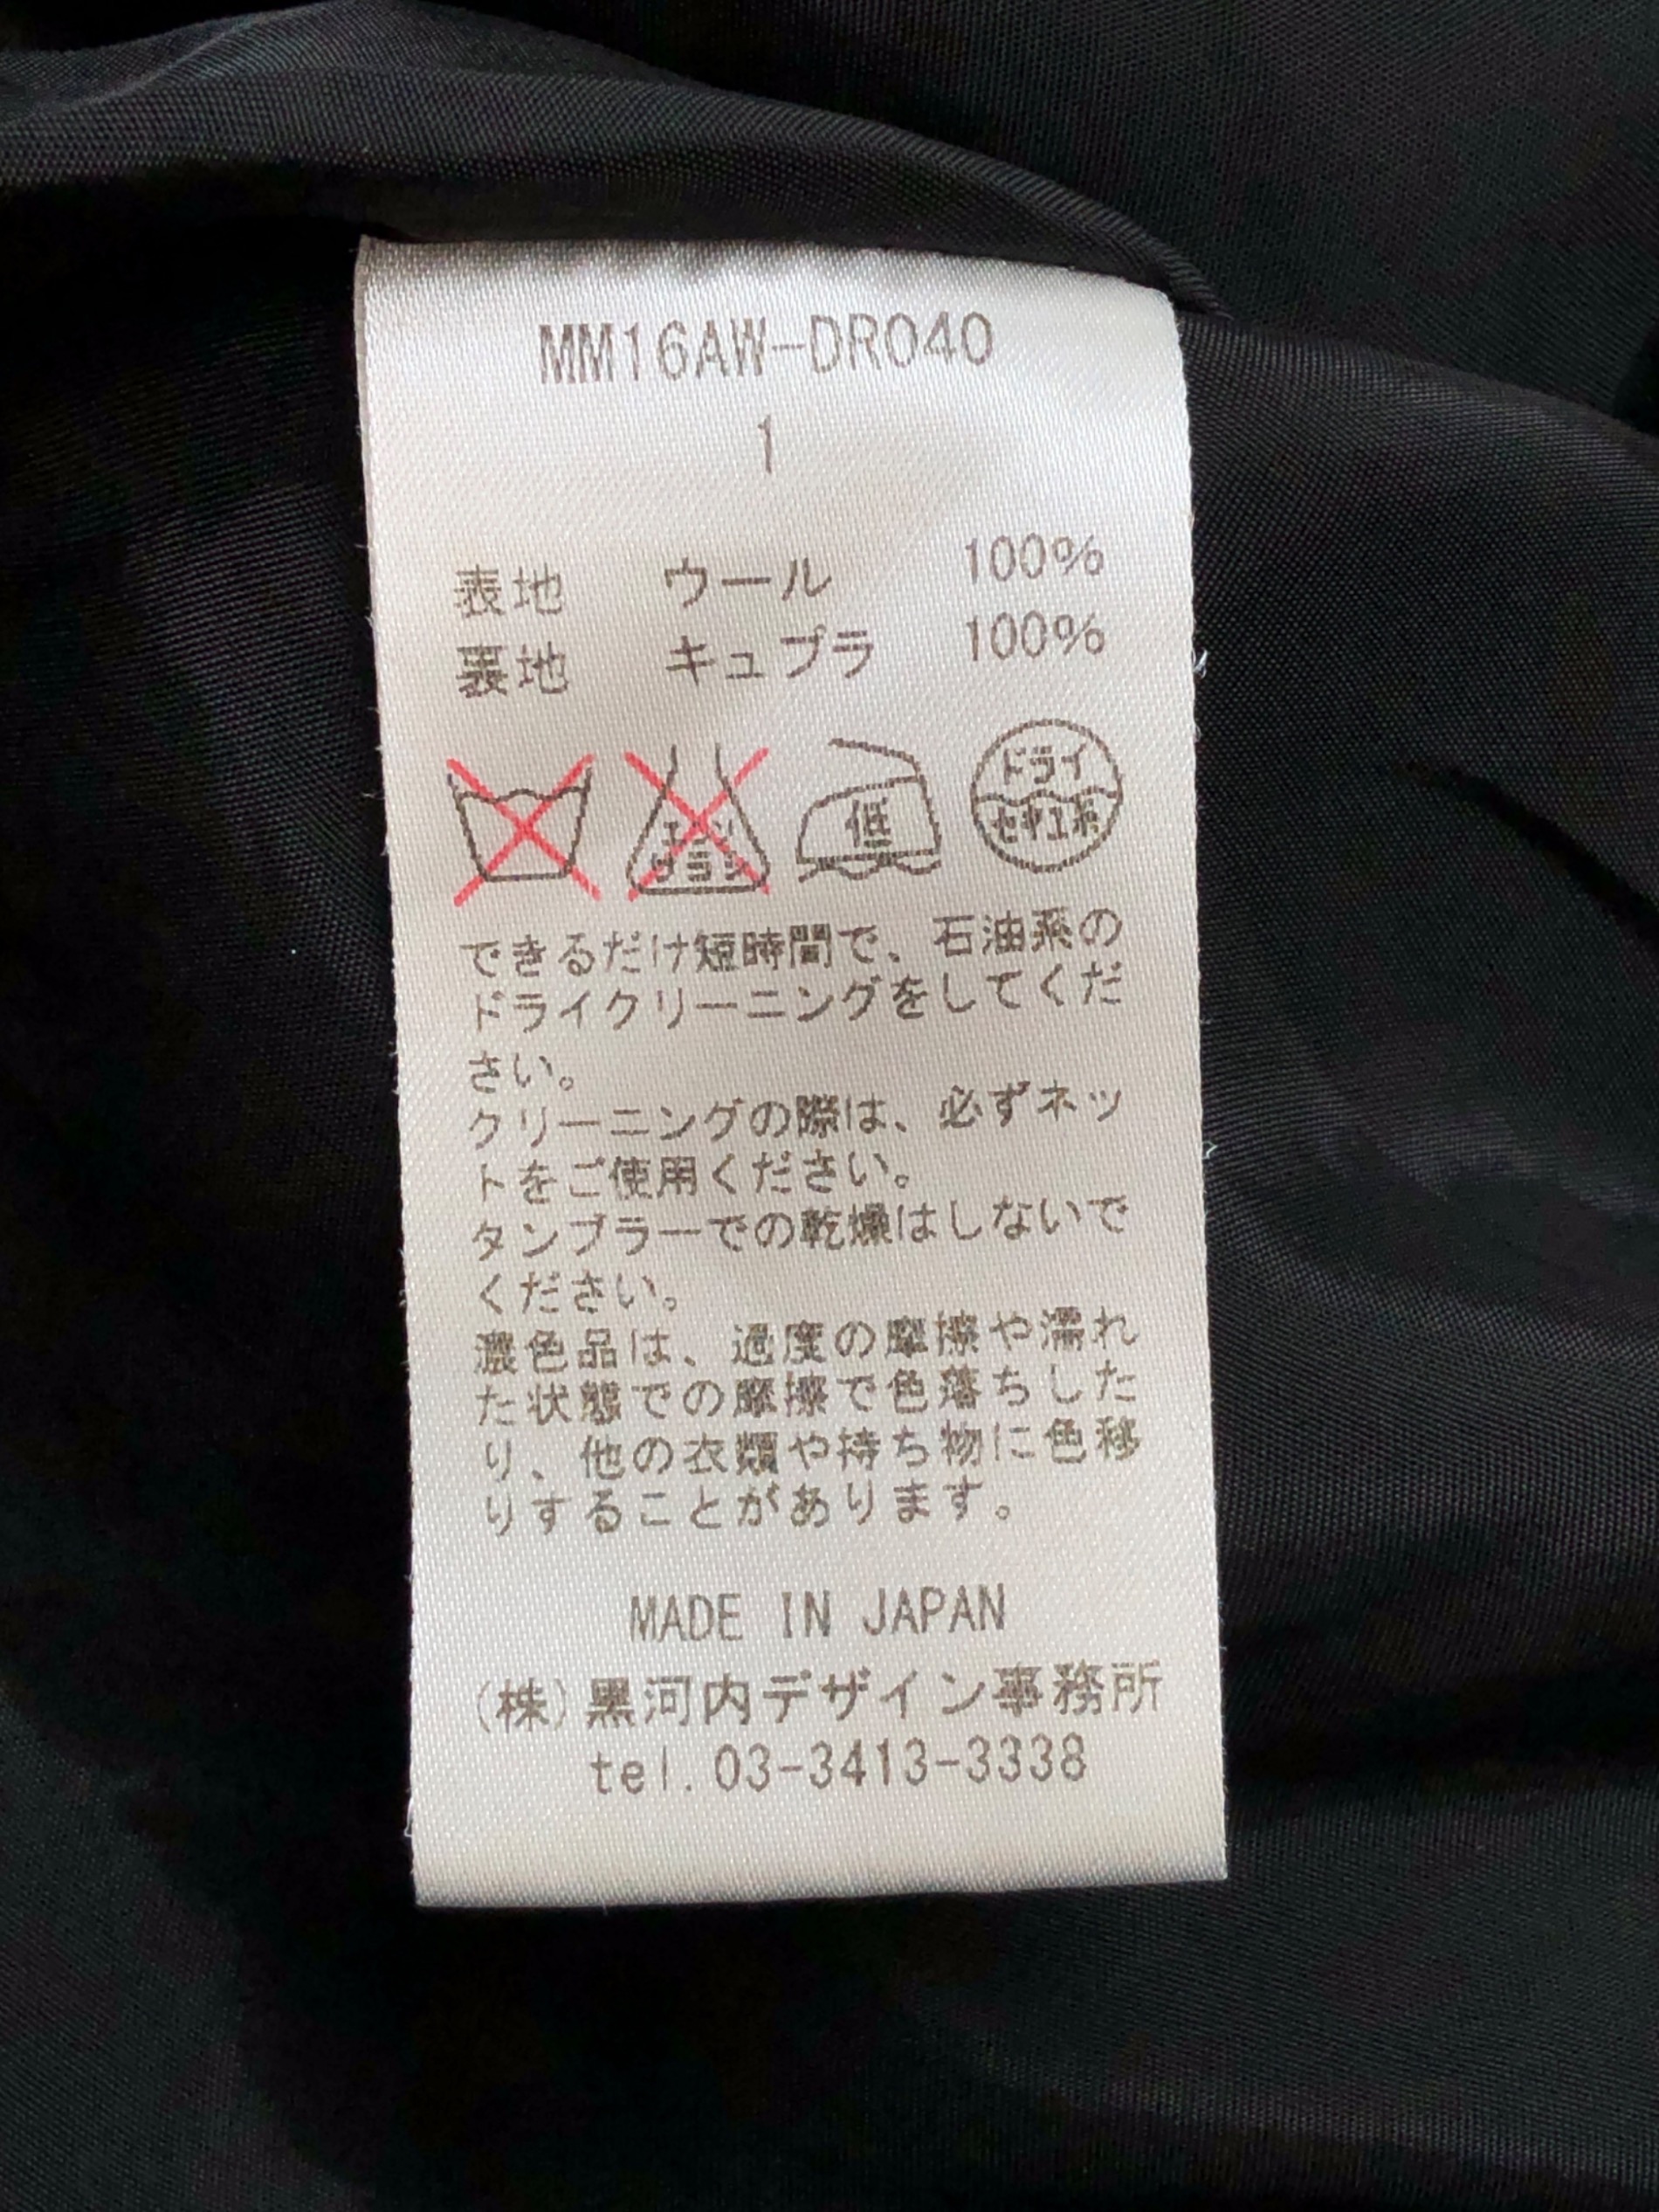 MM16AW-DR040
1
表地 ウール 100%
裏地 キュプラ 100%
エンソ サラシ 低 ドライ セキユ系
できるだけ短時間で、石油系の
ドライクリーニングをしてくだ
さい。
クリーニングの際は、必ずネッ
トをご使用ください。
タンブラーでの乾燥はしないで
ください。
濃色品は、過度の摩擦や濡れ
た状態での摩擦で色落ちした
り、他の衣類や持ち物に色移
りすることがあります。
MADE IN JAPAN
(株)黒河内デザイン事務所
tel.03-3413-3338